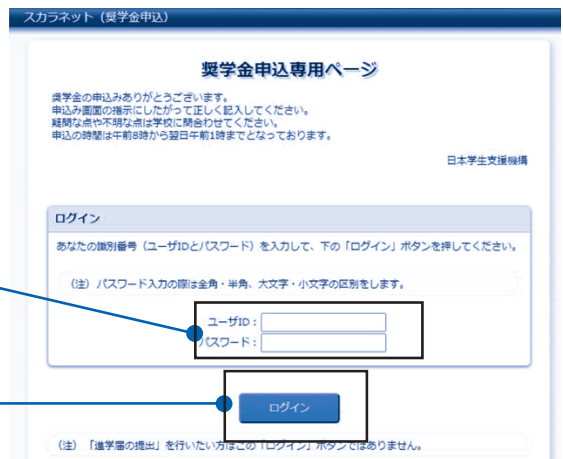 スカラネット（奨学金申込）
奨学金申込専用ページ
奨学金の申込みありがとうございます。
申込み画面の指示にしたがって正しく記入してください。
疑問な点や不明な点は学校に問合わせてください。
申込の時間は午前8時から翌日午前1時までとなっております。
日本学生支援機構
ログイン
あなたの識別番号（ユーザIDとパスワード）を入力して、下の「ログイン」ボタンを押してください。
（注）パスワード入力の際は全角・半角、大文字・小文字の区別をします。
ユーザID：
パスワード：
ログイン
（注）「進学届の提出」を行いたい方はこの「ログイン」ボタンではありません。